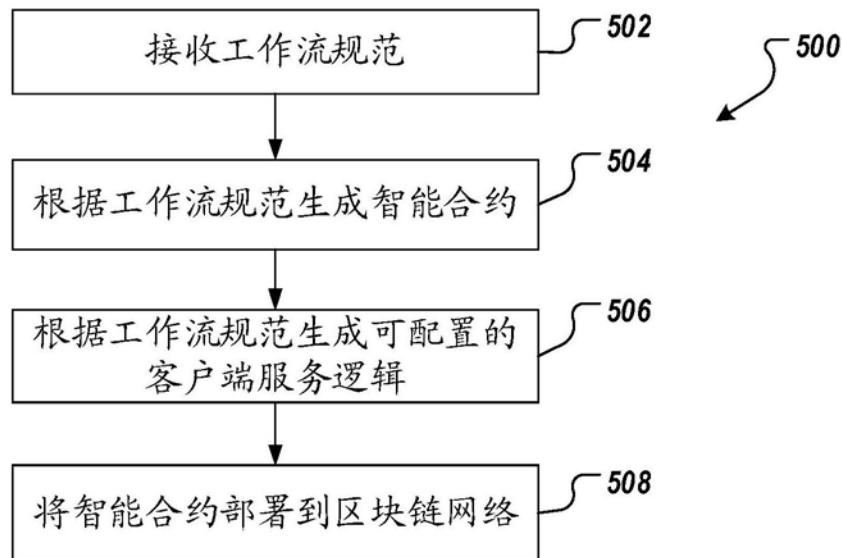 接收工作流规范
502
500
根据工作流规范生成智能合约
504
根据工作流规范生成可配置的
客户端服务逻辑
506
将智能合约部署到区块链网络
508